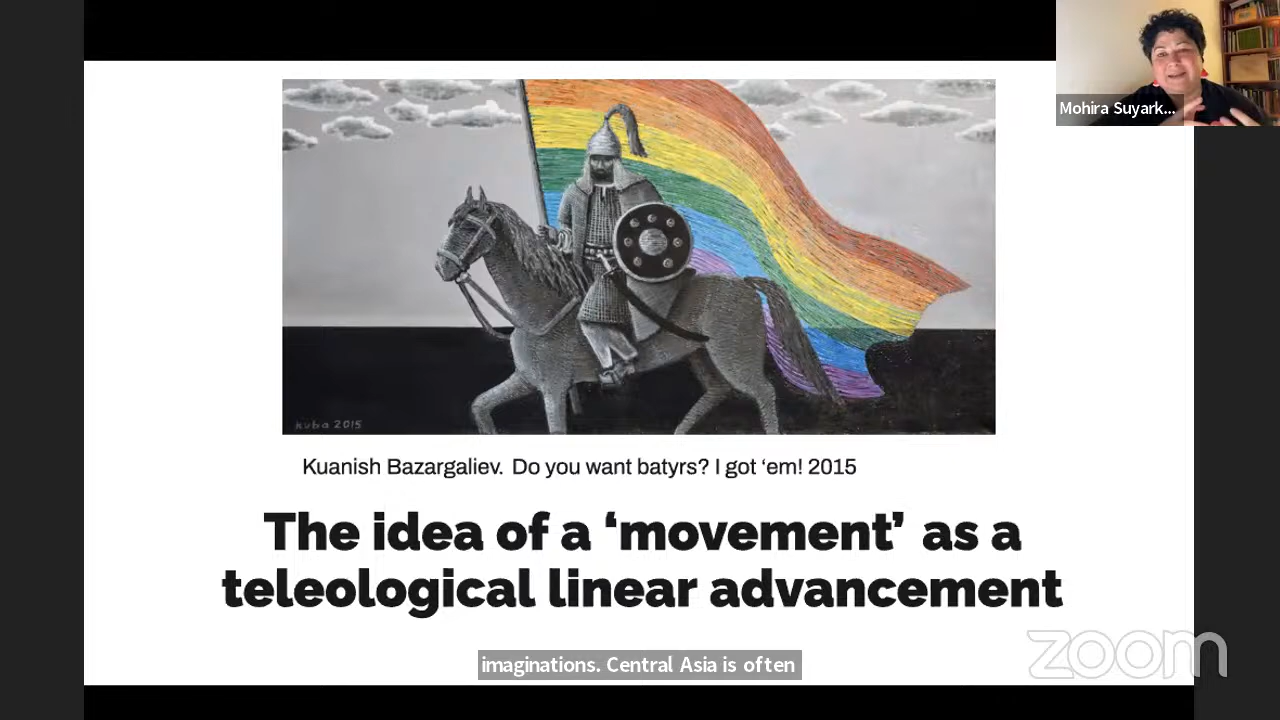 Mohira Suyark...
kuba 2015
Kuanish Bazargaliev. Do you want batyrs? I got ‘em! 2015
The idea of a ‘movement’ as a
teleological linear advancement
imaginations. Central Asia is often
zoom